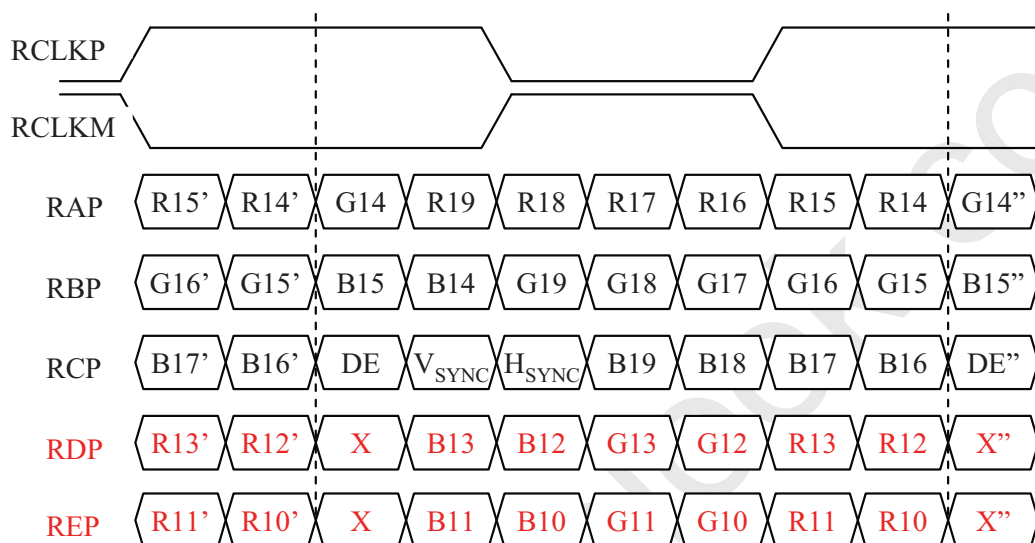 RCLKP
RCLKM
RAP R15’ R14’ G14 R19 R18 R17 R16 R15 R14 G14”
RBP G16’ G15’ B15 B14 G19 G18 G17 G16 G15 B15”
RCP B17’ B16’ DE VSYNC HSYNC B19 B18 B17 B16 DE”
RDP R13’ R12’ X B13 B12 G13 G12 R13 R12 X”
REP R11’ R10’ X B11 B10 G11 G10 R11 R10 X”